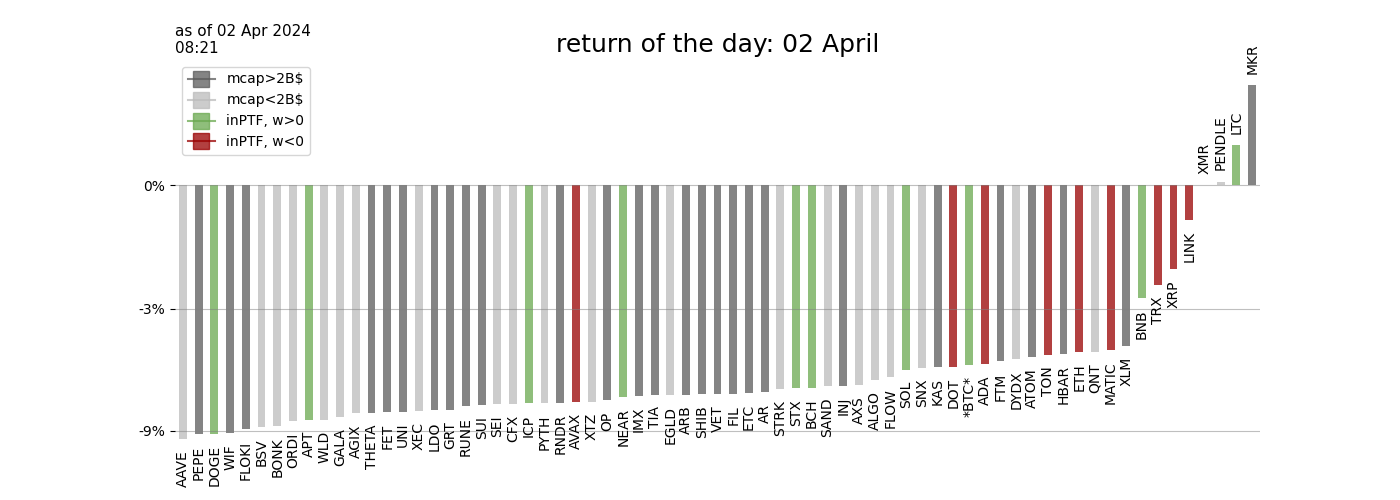 as of 02 Apr 2024
08:21
return of the day: 02 April
mcap>2B$
mcap<2B$
inPTF, w>0
inPTF, w<0
0%
-3%
-9%
AAVE
PEPE
DOGE
WIF
FLOKI
BSV
BONK
ORDI
APT
WLD
GALA
AGIX
THETA
FET
UNI
XEC
LDO
GRT
RUNE
SUI
SEI
CFX
ICP
PYTH
RNDR
AVAX
XTZ
OP
NEAR
IMX
TIA
EGLD
ARB
SHIB
VET
FIL
ETC
AR
STRK
STX
BCH
SAND
INJ
AXS
ALGO
FLOW
SOL
SNX
KAS
DOT
*BTC*
ADA
FTM
DYDX
ATOM
TON
HBAR
ETH
QNT
MATIC
XLM
BNB
TRX
XRP
LINK
XMR
PENDLE
LTC
MKR